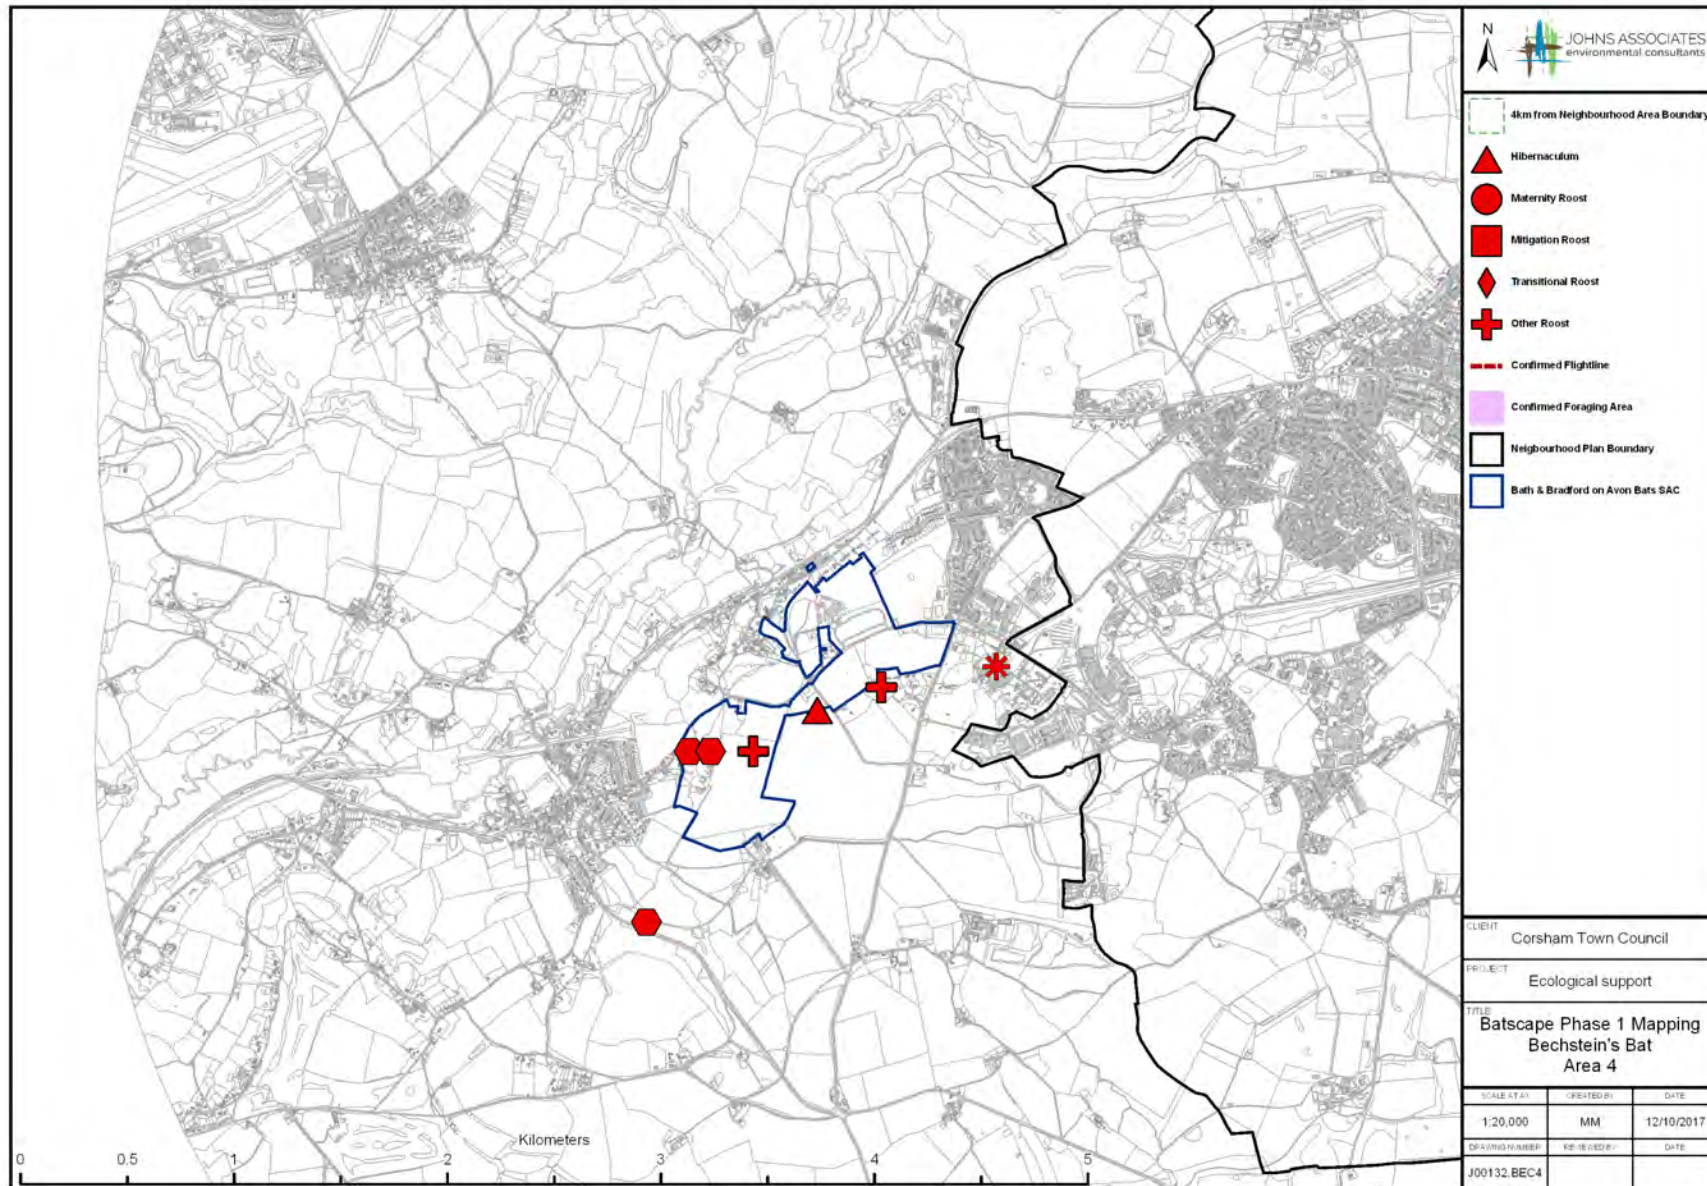 N
JOHNS ASSOCIATES
environmental consultants
4km from Neighbourhood Area Boundary
Hibernaculum
Maternity Roost
Mitigation Roost
Transitional Roost
Other Roost
Confirmed Flightline
Confirmed Foraging Area
Neigbourhood Plan Boundary
Bath & Bradford on Avon Bats SAC
CLIENT
Corsham Town Council
PROJECT
Ecological support
TITLE
Batscape Phase 1 Mapping
Bechstein's Bat
Area 4
SCALE AT A3 CREATED BY DATE
1:20,000 MM 12/10/2017
DRAWING NUMBER REVIEWED BY DATE
J00132.BEC4
Kilometers
0 0.5 1 2 3 4 5